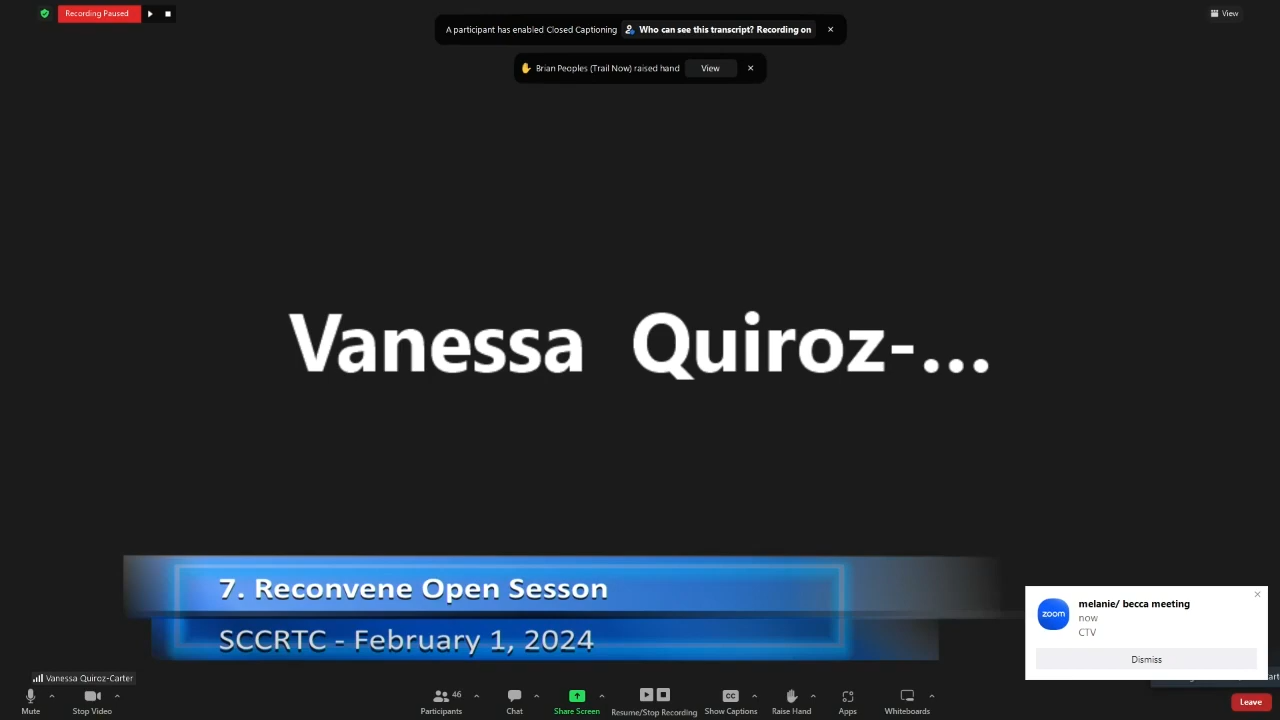 Recording Paused
View
A participant has enabled Closed Captioning Who can see this transcript? Recording on
Brian Peoples (Trail Now) raised hand View
Vanessa Quiroz-...
7. Reconvene Open Sesson
SCCRTC - February 1, 2024
zoom
melanie/ becca meeting
now
CTV
Dismiss
Vanessa Quiroz-Carter
Mute
Stop Video
Participants 46
Chat
Share Screen
Resume/Stop Recording
CC
Show Captions
Raise Hand
Apps
Whiteboards
Leave